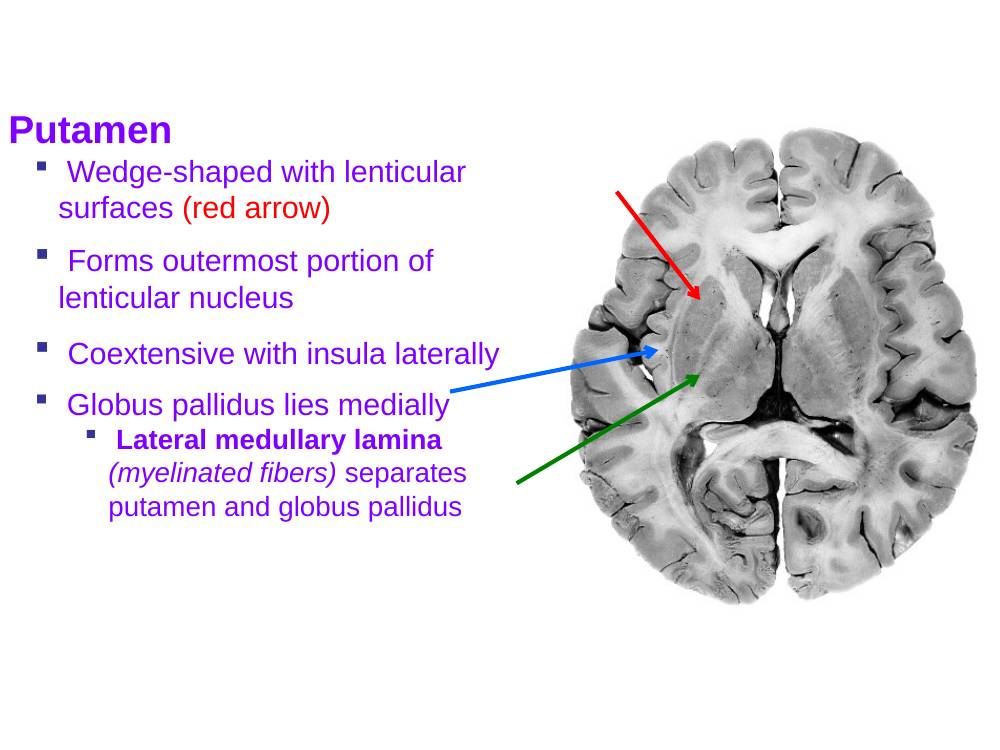 Putamen
▪ Wedge-shaped with lenticular
surfaces (red arrow)
▪ Forms outermost portion of
lenticular nucleus
▪ Coextensive with insula laterally
▪ Globus pallidus lies medially
▪ Lateral medullary lamina
(myelinated fibers) separates
putamen and globus pallidus